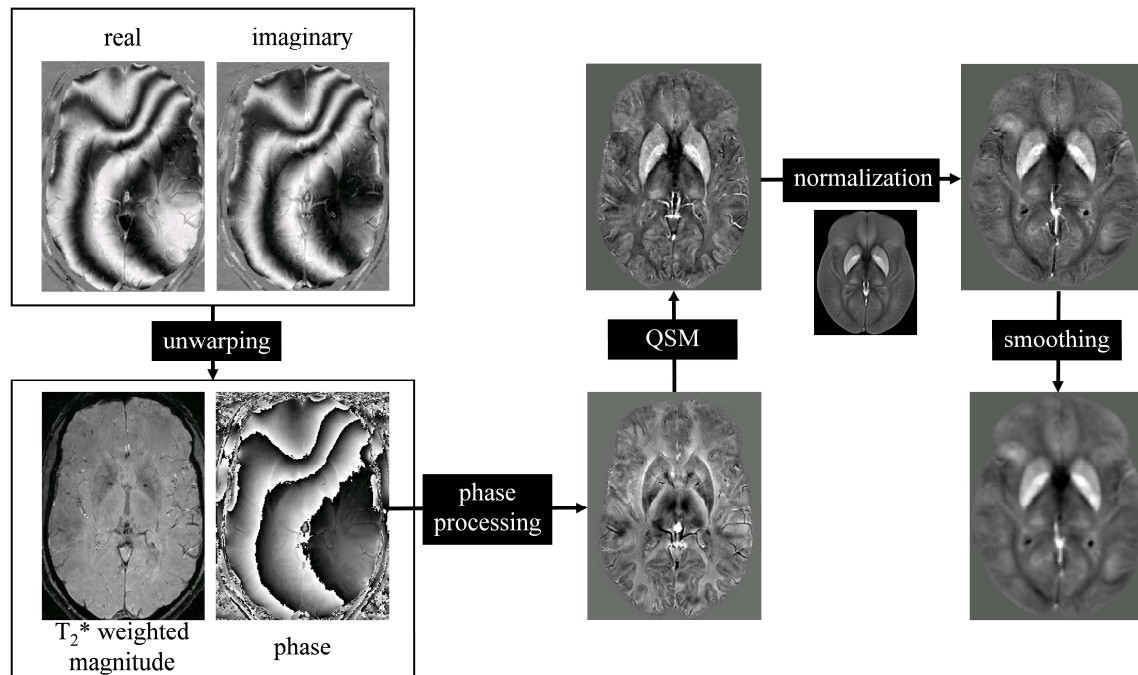 real
imaginary
unwarping
T₂* weighted
magnitude
phase
phase
processing
QSM
normalization
smoothing